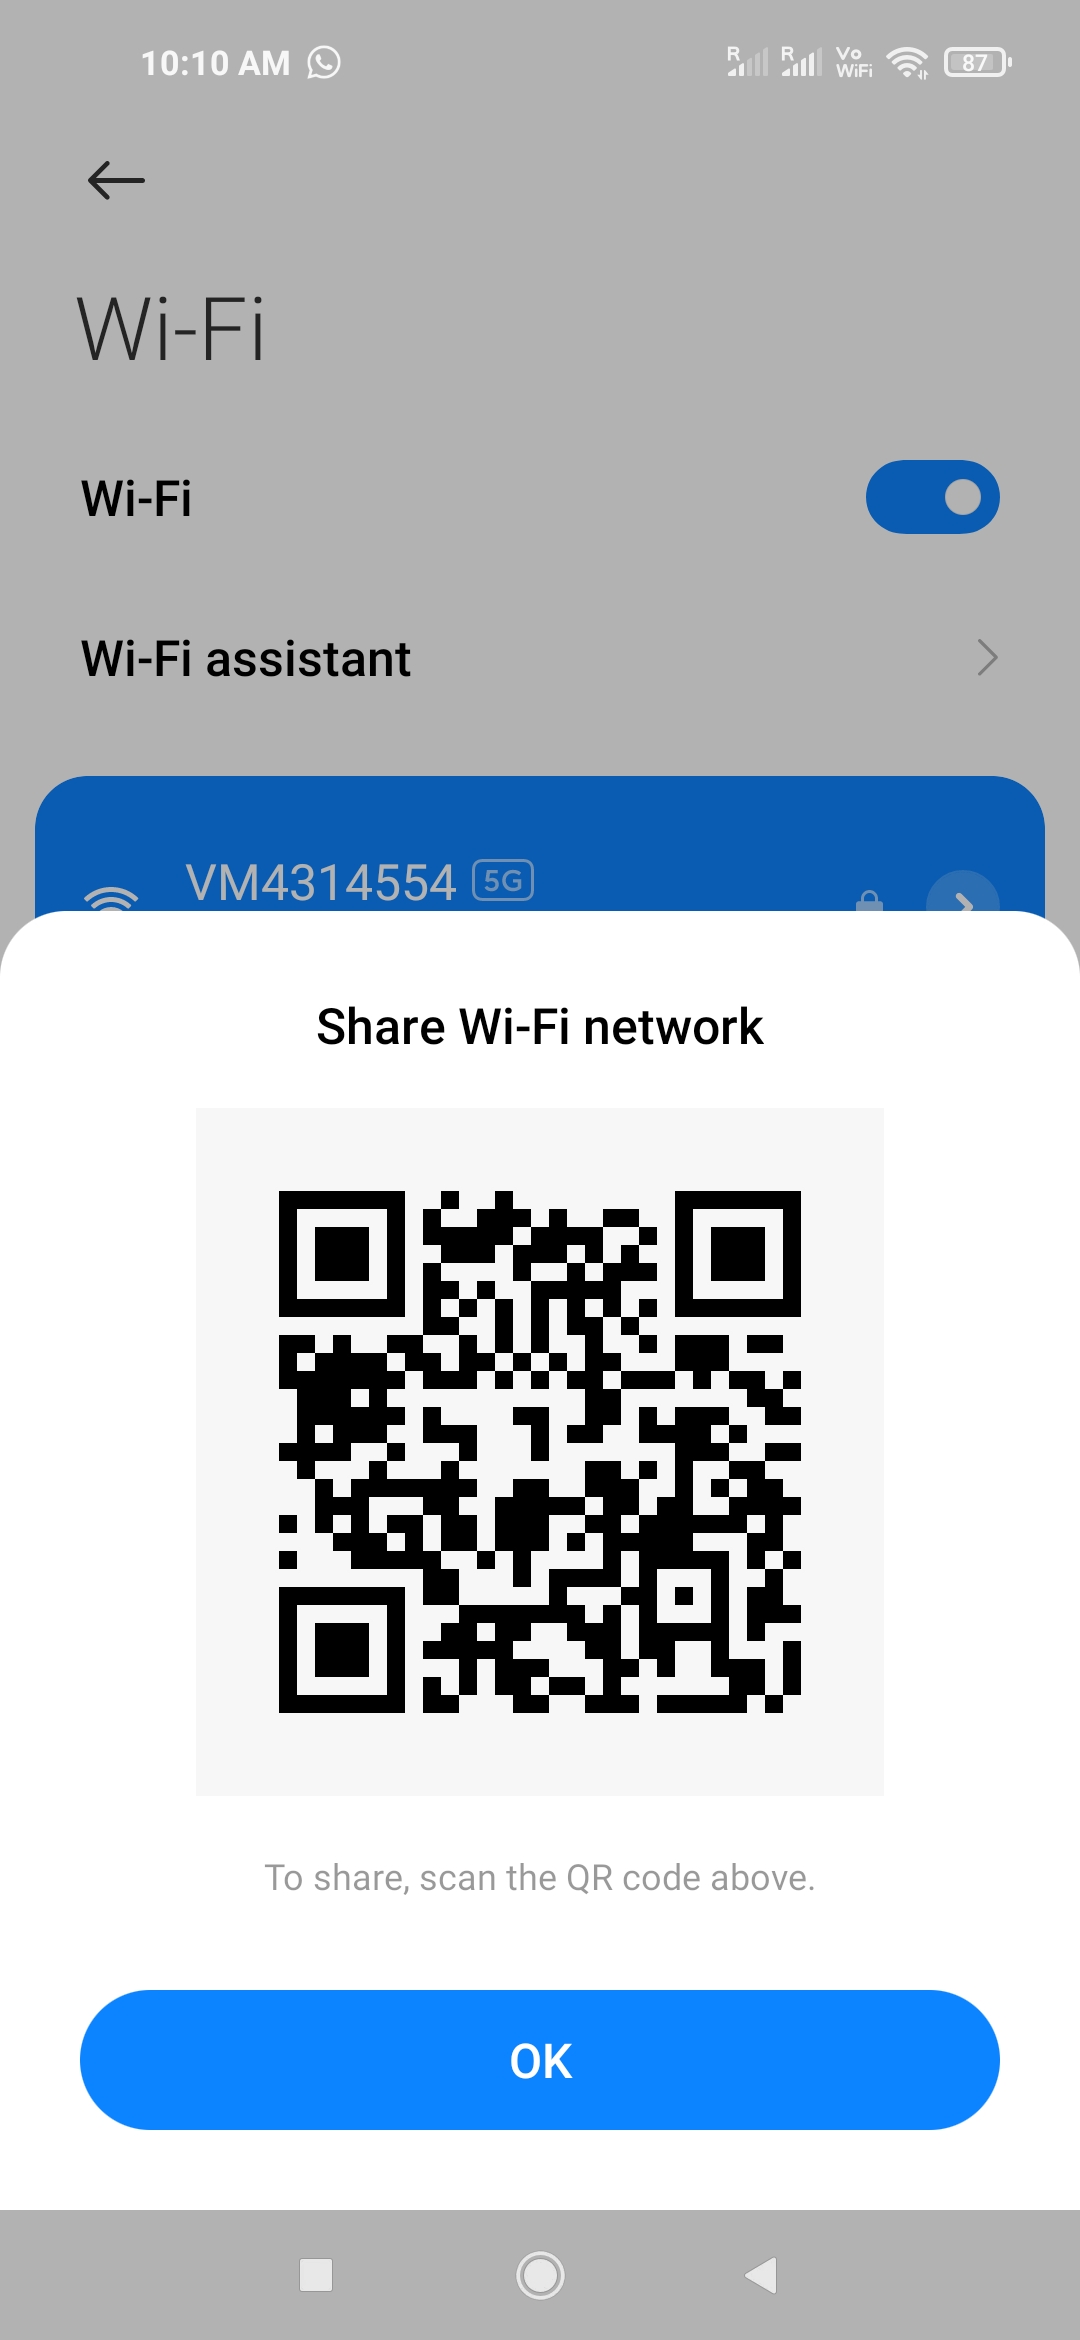 10:10 AM R R Vo WiFi 87
Wi-Fi
Wi-Fi
Wi-Fi assistant
VM4314554 5G
Share Wi-Fi network
To share, scan the QR code above.
OK